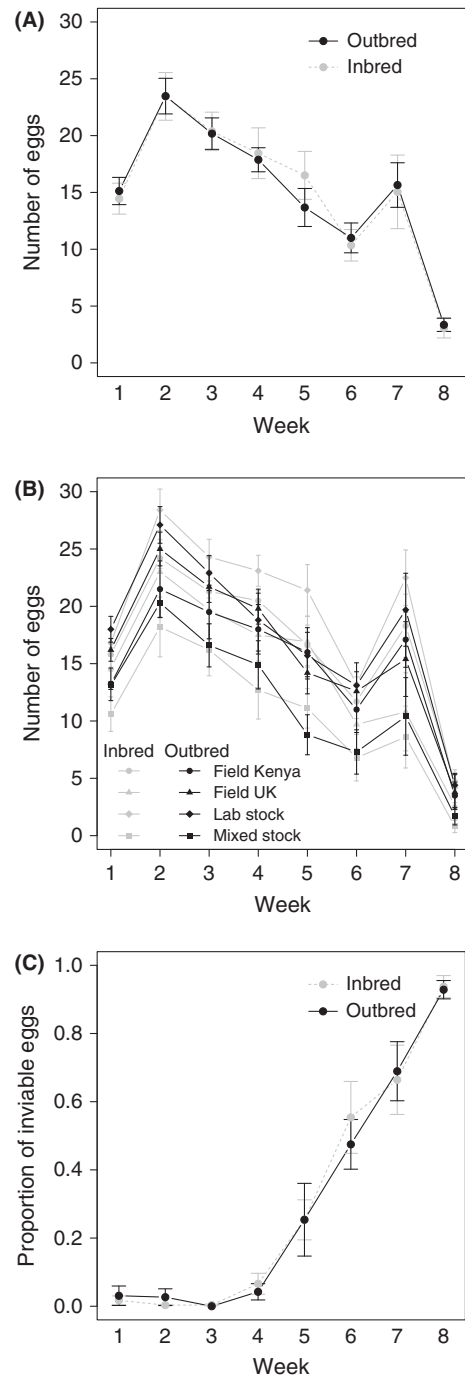 (A)
30
25
20
15
10
5
0
Number of eggs
Outbred
Inbred
1 2 3 4 5 6 7 8
Week
(B)
30
25
20
15
10
5
0
Number of eggs
Inbred Outbred
Field Kenya
Field UK
Lab stock
Mixed stock
1 2 3 4 5 6 7 8
Week
(C)
1.0
0.8
0.6
0.4
0.2
0.0
Proportion of inviable eggs
Inbred
Outbred
1 2 3 4 5 6 7 8
Week